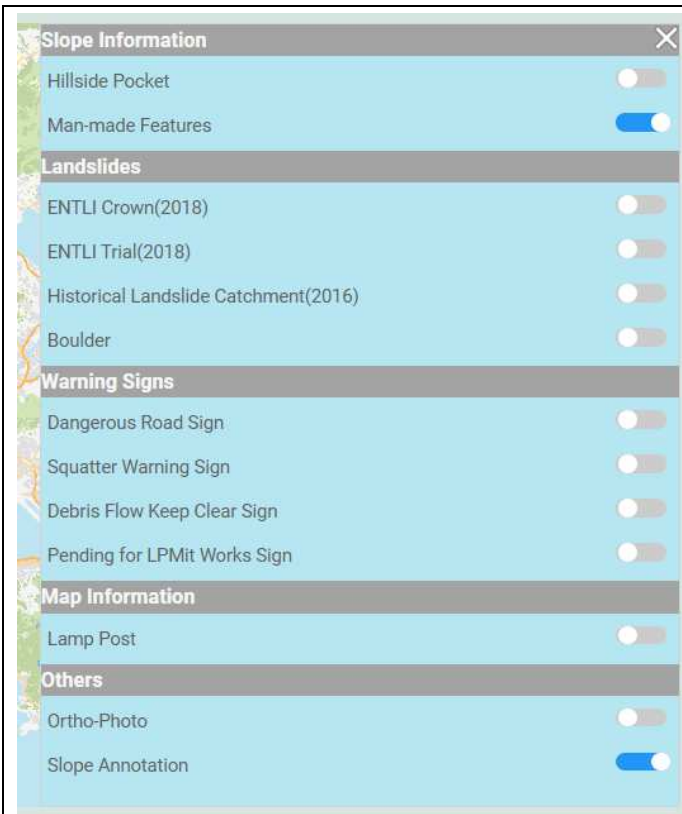 Slope Information
Hillside Pocket
Man-made Features
Landslides
ENTLI Crown(2018)
ENTLI Trial(2018)
Historical Landslide Catchment(2016)
Boulder
Warning Signs
Dangerous Road Sign
Squatter Warning Sign
Debris Flow Keep Clear Sign
Pending for LPMit Works Sign
Map Information
Lamp Post
Others
Ortho-Photo
Slope Annotation